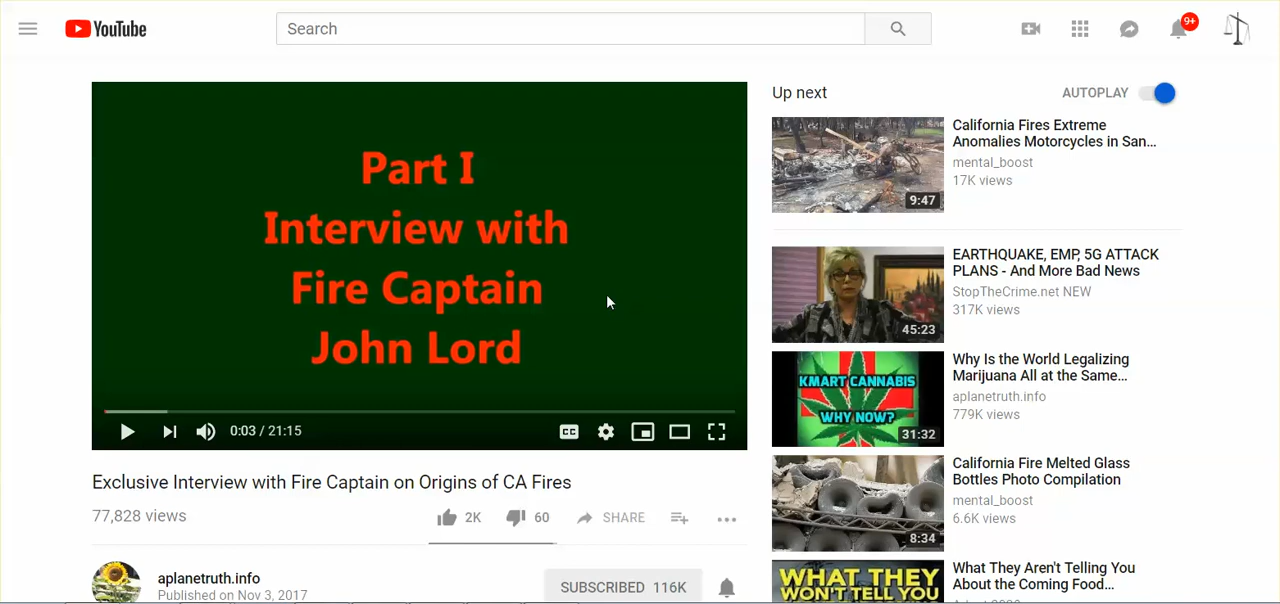 YouTube
Search
9+
Part I
Interview with
Fire Captain
John Lord
0:03 / 21:15
CC
Exclusive Interview with Fire Captain on Origins of CA Fires
77,828 views
2K
60
SHARE
aplanetruth.info
Published on Nov 3, 2017
SUBSCRIBED 116K
Up next
AUTOPLAY
9:47
California Fires Extreme
Anomalies Motorcycles in San...
mental_boost
17K views
45:23
EARTHQUAKE, EMP, 5G ATTACK
PLANS - And More Bad News
StopTheCrime.net NEW
317K views
KMART CANNABIS
WHY NOW?
31:32
Why Is the World Legalizing
Marijuana All at the Same...
aplanetruth.info
779K views
8:34
California Fire Melted Glass
Bottles Photo Compilation
mental_boost
6.6K views
WHAT THEY
WON'T TELL YOU
What They Aren't Telling You
About the Coming Food...